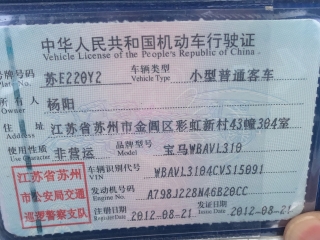 中华人民共和国机动车行驶证
Vehicle License of the People's Republic of China
号牌号码 苏E220Y2 车辆类型 小型普通客车
Plate No. Vehicle Type
所有人 杨阳
Owner
住址 江苏省苏州市金阊区彩虹新村43幢304室
Address
使用性质 非营运 品牌型号 宝马WBAVL310
Use Character Model
江苏省苏州 车辆识别代号 WBAVL3104CVS15091
VIN
市公安局交通 发动机号码 A798J228N46B20CC
Engine No.
巡逻警察支队 注册日期 2012-08-21 发证日期 2012-08-21
Register Date Issue Date